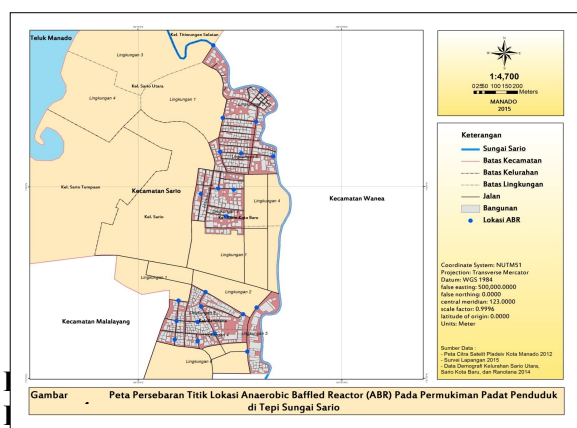 Kel. Titiwungen Selatan
Teluk Manado
Lingkungan 3
Kel. Sario Utara
Lingkungan 4
Lingkungan 1
Kel. Sario Tumpaan
Kecamatan Sario
Lingkungan 4
Kecamatan Wanea
Kel. Sario
Kota Baru
Lingkungan 1
Lingkungan 2
Kecamatan Malalayang
Lingkungan 5
1:4,700
Meters
MANADO
2015
Keterangan
Sungai Sario
Batas Kecamatan
Batas Kelurahan
Batas Lingkungan
Jalan
Bangunan
Lokasi ABR
Coordinate System: NUTM51
Projection: Transverse Mercator
Datum: WGS 1984
false easting: 500,000.0000
false northing: 0.0000
central meridian: 123.0000
scale factor: 0.9996
latitude of origin: 0.0000
Units: Meter
Sumber Data :
- Peta Citra Satelit Pladeiv Kota Manado 2012
- Survei Lapangan 2015
- Data Demografi Kelurahan Sario Utara,
Sario Kota Baru, dan Ranotana 2014
Gambar - Peta Persebaran Titik Lokasi Anaerobic Baffled Reactor (ABR) Pada Permukiman Padat Penduduk
di Tepi Sungai Sario